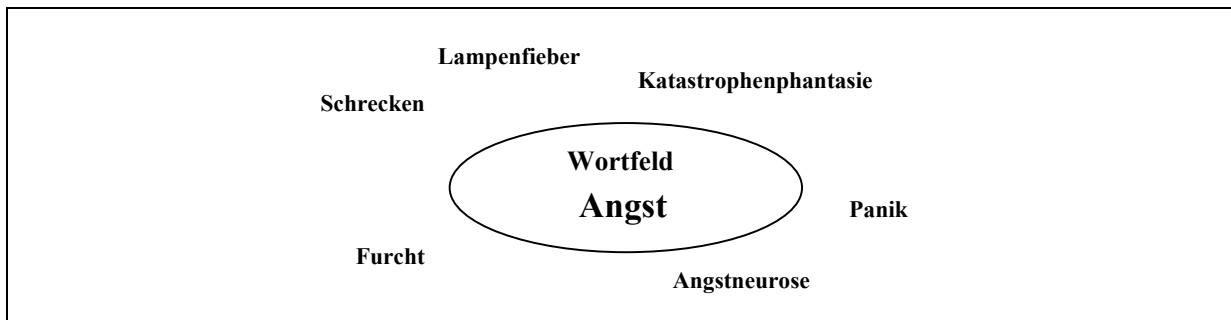 Lampenfieber
Katastrophenphantasie
Schrecken
Wortfeld
Angst
Panik
Furcht
Angstneurose